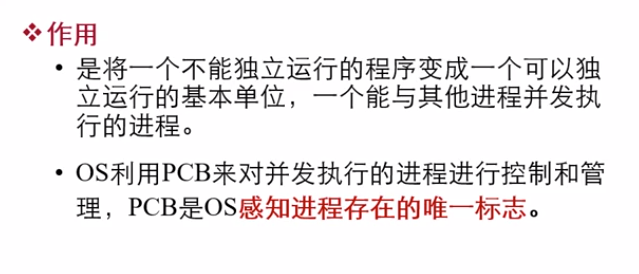 ❖作用
• 是将一个不能独立运行的程序变成一个可以独
立运行的基本单位，一个能与其他进程并发执
行的进程。
• OS利用PCB来对并发执行的进程进行控制和管
理，PCB是OS感知进程存在的唯一标志。